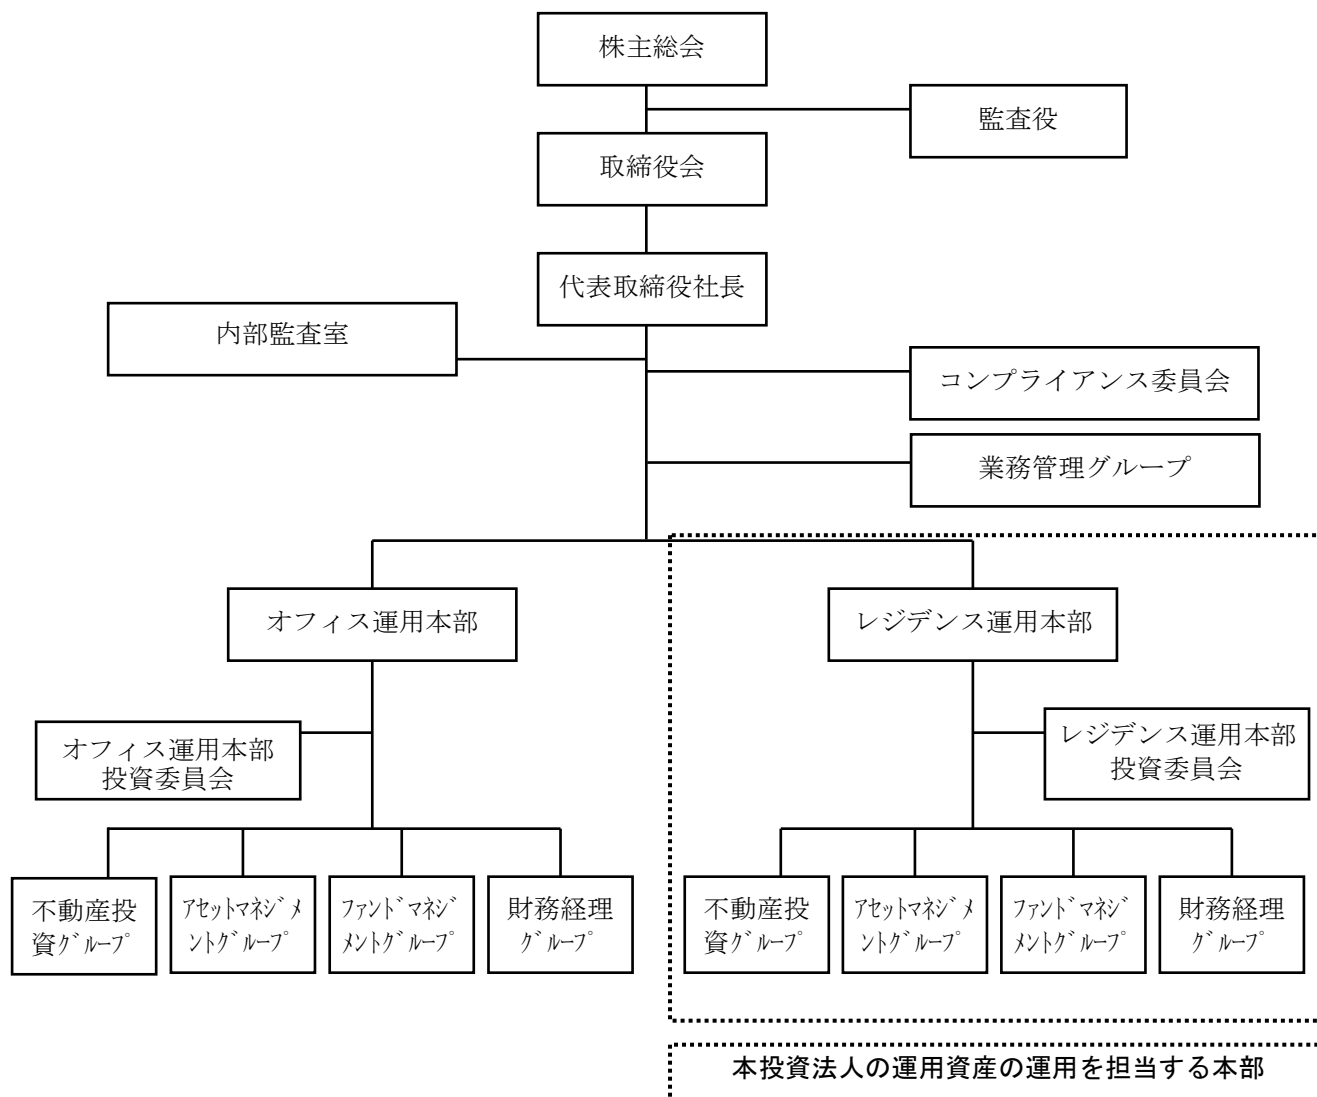 株主総会
監査役
取締役会
代表取締役社長
内部監査室
コンプライアンス委員会
業務管理グループ
オフィス運用本部
レジデンス運用本部
オフィス運用本部
投資委員会
レジデンス運用本部
投資委員会
不動産投
資ｸﾞﾙｰﾌﾟ
ｱｾｯﾄﾏﾈｼﾞﾒ
ﾝﾄｸﾞﾙｰﾌﾟ
ﾌｧﾝﾄﾞﾏﾈｼﾞ
ﾒﾝﾄｸﾞﾙｰﾌﾟ
財務経理
ｸﾞﾙｰﾌﾟ
不動産投
資ｸﾞﾙｰﾌﾟ
ｱｾｯﾄﾏﾈｼﾞﾒ
ﾝﾄｸﾞﾙｰﾌﾟ
ﾌｧﾝﾄﾞﾏﾈｼﾞ
ﾒﾝﾄｸﾞﾙｰﾌﾟ
財務経理
ｸﾞﾙｰﾌﾟ
本投資法人の運用資産の運用を担当する本部